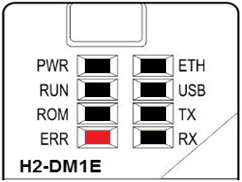 PWR ETH
RUN USB
ROM TX
ERR RX
H2-DM1E